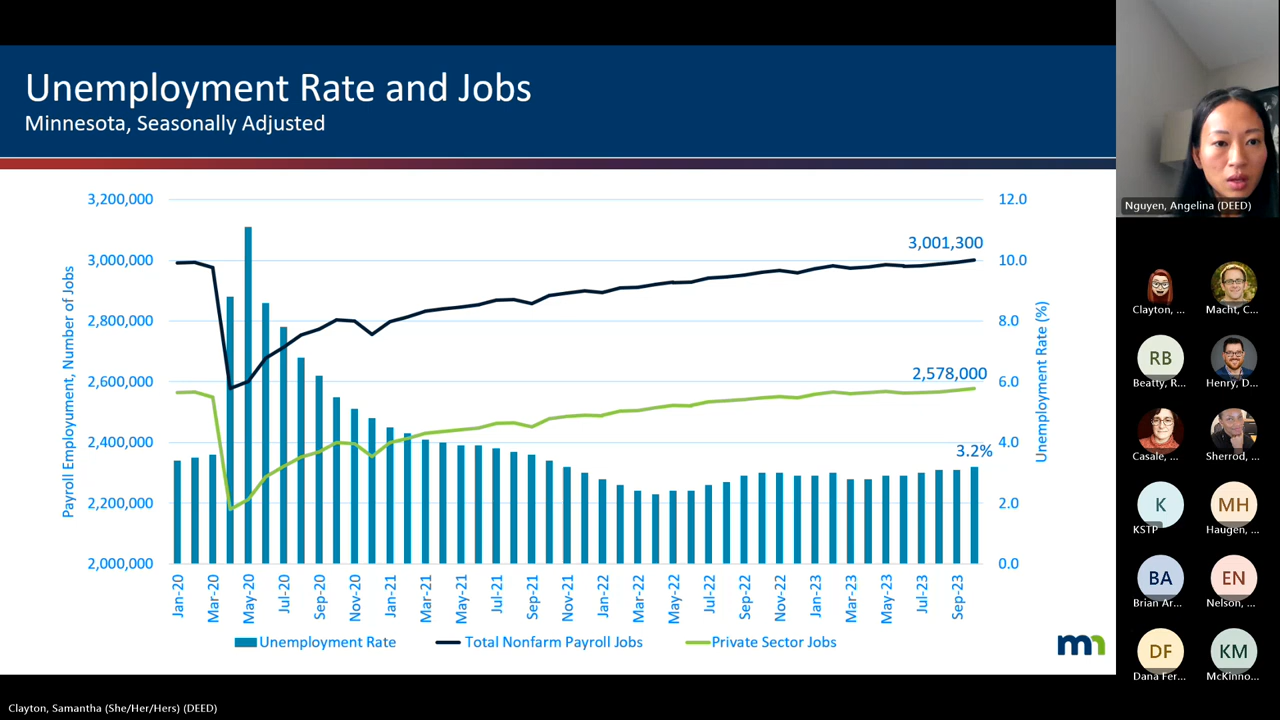 Unemployment Rate and Jobs
Minnesota, Seasonally Adjusted
Payroll Employument, Number of Jobs
3,200,000
3,000,000
2,800,000
2,600,000
2,400,000
2,200,000
2,000,000
3,001,300
2,578,000
3.2%
12.0
10.0
8.0
6.0
4.0
2.0
0.0
Unemployment Rate (%)
Jan-20
Mar-20
May-20
Jul-20
Sep-20
Nov-20
Jan-21
Mar-21
May-21
Jul-21
Sep-21
Nov-21
Jan-22
Mar-22
May-22
Jul-22
Sep-22
Nov-22
Jan-23
Mar-23
May-23
Jul-23
Sep-23
Unemployment Rate
Total Nonfarm Payroll Jobs
Private Sector Jobs
mn
Nguyen, Angelina (DEED)
Clayton, ...
Macht, C...
RB
Beatty, R...
Henry, D...
Casale, ...
Sherrod, ...
K
KSTP
MH
Haugen, ...
BA
Brian Ar...
EN
Nelson, ...
DF
Dana Fer...
KM
McKinno...
Clayton, Samantha (She/Her/Hers) (DEED)